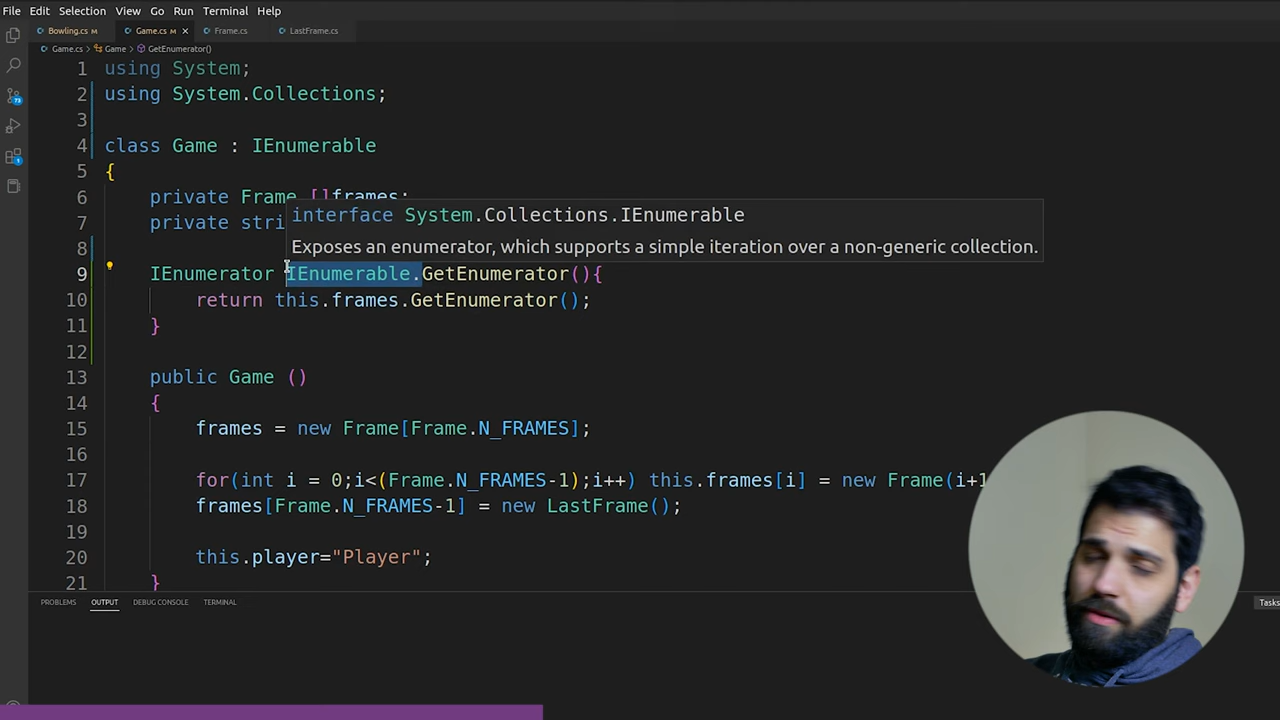 File Edit Selection View Go Run Terminal Help
Bowling.cs M Game.cs M × Frame.cs LastFrame.cs
Game.cs > Game > GetEnumerator()
1 using System;
2 using System.Collections;
3
4 class Game : IEnumerable
5 {
6 private Frame []frames;
7 private stri
interface System.Collections.IEnumerable
Exposes an enumerator, which supports a simple iteration over a non-generic collection.
8
9 IEnumerator IEnumerable.GetEnumerator(){
10 return this.frames.GetEnumerator();
11 }
12
13 public Game ()
14 {
15 frames = new Frame[Frame.N_FRAMES];
16
17 for(int i = 0;i<(Frame.N_FRAMES-1);i++) this.frames[i] = new Frame(i+1
18 frames[Frame.N_FRAMES-1] = new LastFrame();
19
20 this.player="Player";
21 }
PROBLEMS OUTPUT DEBUG CONSOLE TERMINAL Tasks